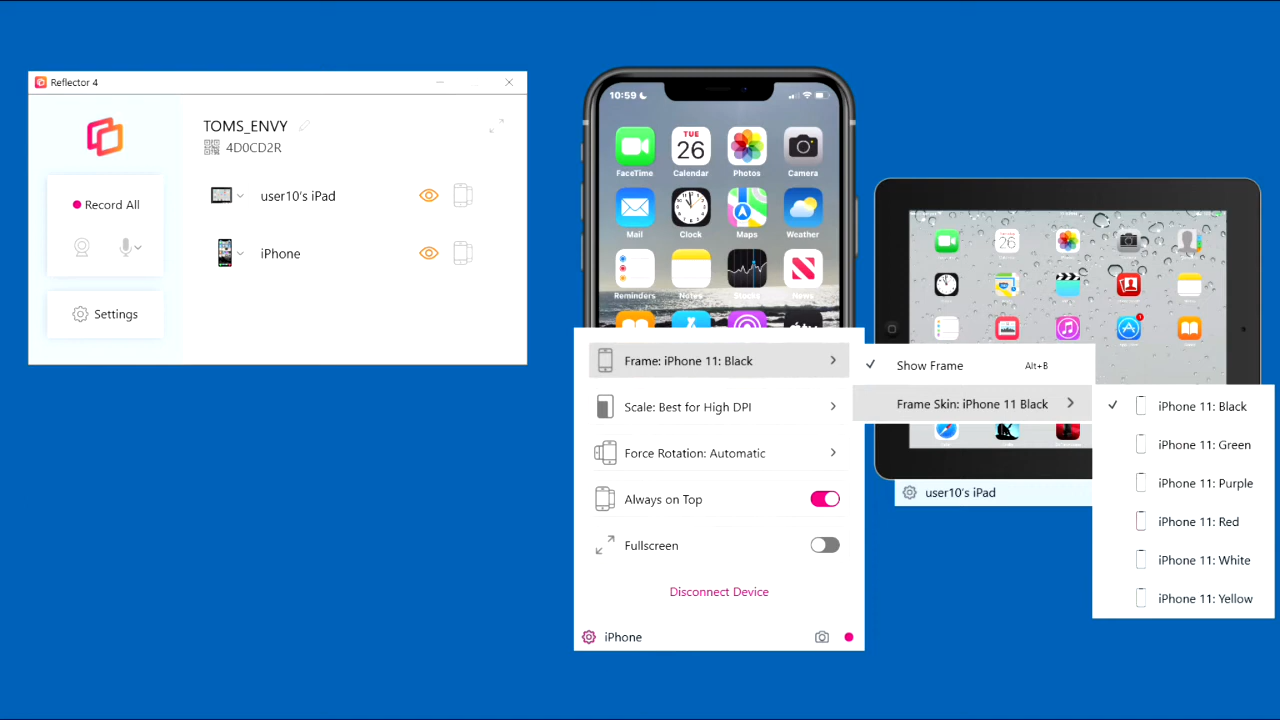 Reflector 4
TOMS_ENVY
4D0CD2R
Record All
user10's iPad
iPhone
Settings
10:59
TUE
26
FaceTime
Calendar
Photos
Camera
Mail
Clock
Maps
Weather
Reminders
Notes
Stocks
News
26
1
Frame: iPhone 11: Black
Scale: Best for High DPI
Force Rotation: Automatic
Always on Top
Fullscreen
Disconnect Device
iPhone
Show Frame
Alt+B
Frame Skin: iPhone 11 Black
iPhone 11: Black
iPhone 11: Green
iPhone 11: Purple
iPhone 11: Red
iPhone 11: White
iPhone 11: Yellow
user10's iPad